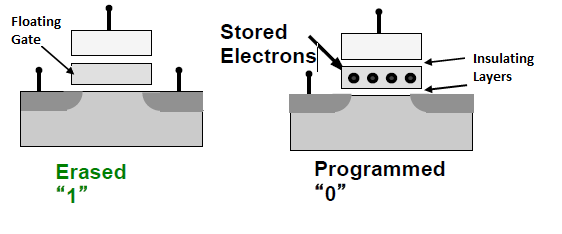 Floating
Gate
Erased
“1”
Stored
Electrons
Insulating
Layers
Programmed
“0”